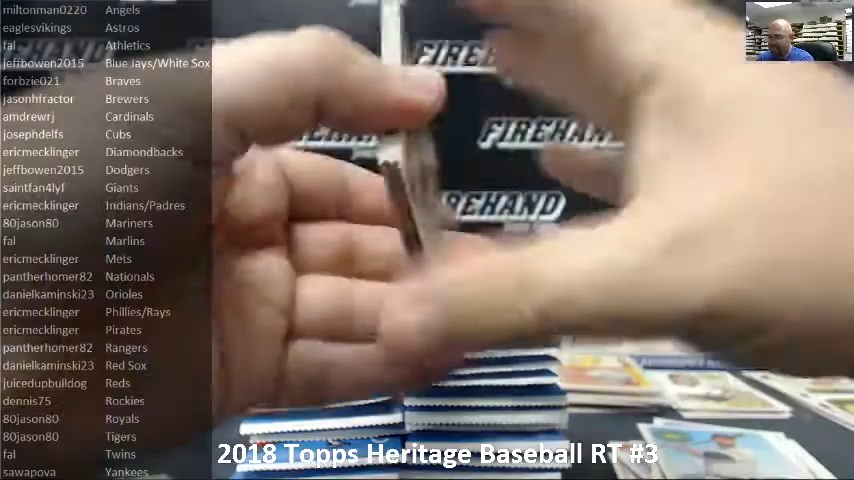 miltonman0220 Angels
eaglesvikings Astros
fal Athletics
jeffbowen2015 Blue Jays/White Sox
forbzie021 Braves
jasonhfractor Brewers
amdrewrj Cardinals
josephdelfs Cubs
ericmecklinger Diamondbacks
jeffbowen2015 Dodgers
saintfan4lyf Giants
ericmecklinger Indians/Padres
80jason80 Mariners
fal Marlins
ericmecklinger Mets
pantherhomer82 Nationals
danielkaminski23 Orioles
ericmecklinger Phillies/Rays
ericmecklinger Pirates
pantherhomer82 Rangers
danielkaminski23 Red Sox
juicedupbulldog Reds
dennis75 Rockies
80jason80 Royals
80jason80 Tigers
fal Twins
sawapova Yankees
FIREHAND
FIREHAND
FIREHAND
2018 Topps Heritage Baseball RT #3